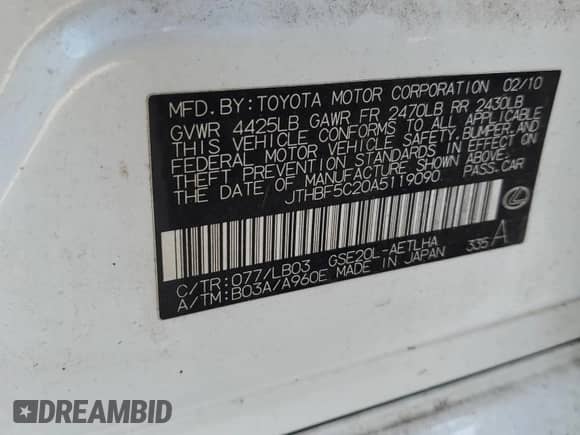 MFD.BY:TOYOTA MOTOR CORPORATION 02/10
GVWR 4425LB GAWR FR 2470LB RR 2430LB
THIS VEHICLE CONFORMS TO ALL APPLICABLE
FEDERAL MOTOR VEHICLE SAFETY,BUMPER,AND
THEFT PREVENTION STANDARDS IN EFFECT ON
THE DATE OF MANUFACTURE SHOWN ABOVE.
JTHBF5C20A5119090 PASS.CAR
C/TR:077/LB03 GSE20L-AETLHA 335 A
A/TM:B03A/A960E MADE IN JAPAN
DREAMBID